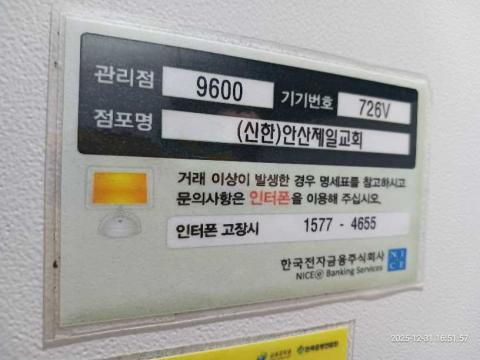 관리점 9600 기기번호 726V
점포명 (신한)안산제일교회
거래 이상이 발생한 경우 명세표를 참고하시고
문의사항은 인터폰을 이용해 주십시오.
인터폰 고장시 1577 - 4655
한국전자금융주식회사 NICE
NICE Banking Services
2025-12-31 16:51:57